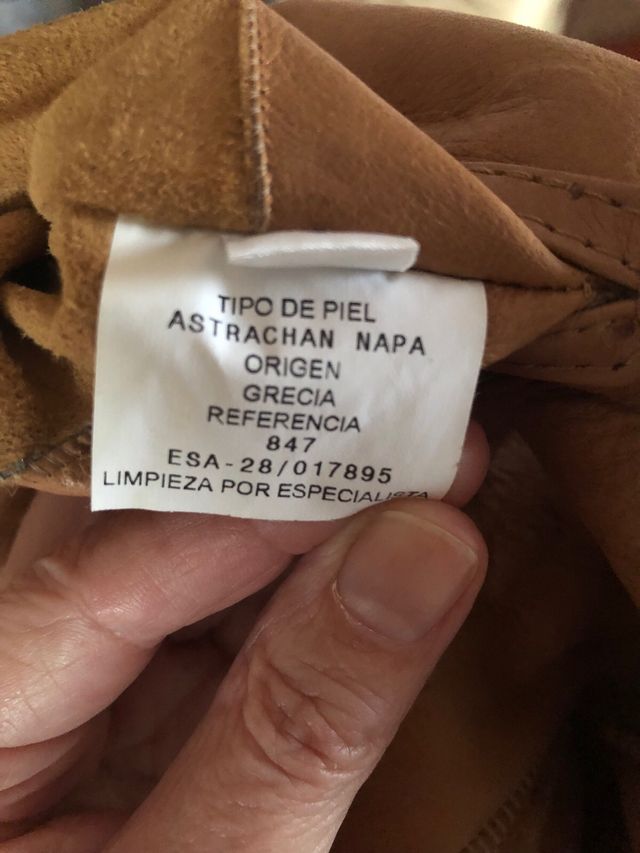 TIPO DE PIEL
ASTRACHAN NAPA
ORIGEN
GRECIA
REFERENCIA
847
ESA-28/017895
LIMPIEZA POR ESPECIALISTA